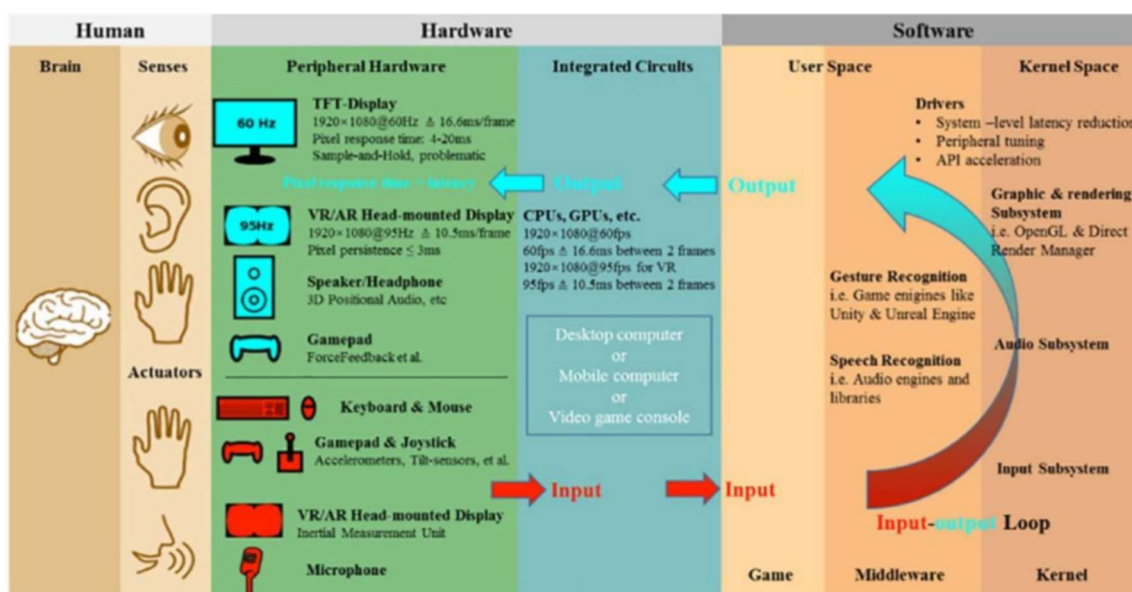 Human
Hardware
Software
Brain
Senses
Peripheral Hardware
Integrated Circults
User Space
Kernel Space
60 Hz
TFT-Display
1920×1080@60Hz ≙ 16.6ms/frame
Pixel response time: 4-20ms
Sample-and-Hold, problematic
Pixel response time – latency
Output
Output
95Hz
VR/AR Head-mounted Display
1920×1080@95Hz ≙ 10.5ms/frame
Pixel persistence ≤ 3ms
Speaker/Headphone
3D Positional Audio, etc
Gamepad
ForceFeedback et al.
CPUs, GPUs, etc.
1920×1080@60fps
60fps ≙ 16.6ms between 2 frames
1920×1080@95fps for VR
95fps ≙ 10.5ms between 2 frames
Desktop computer
or
Mobile computer
or
Video game console
Drivers
• System –level latency reduction
• Peripheral tuning
• API acceleration
Graphic & rendering
Subsystem
i.e. OpenGL & Direct
Render Manager
Gesture Recognition
i.e. Game enigines like
Unity & Unreal Engine
Audio Subsystem
Speech Recognition
i.e. Audio engines and
libraries
Actuators
Keyboard & Mouse
Gamepad & Joystick
Accelerometers, Tilt-sensors, et al.
Input
Input
Input Subsystem
Input-output Loop
VR/AR Head-mounted Display
Inertial Measurement Unit
Microphone
Game
Middleware
Kernel